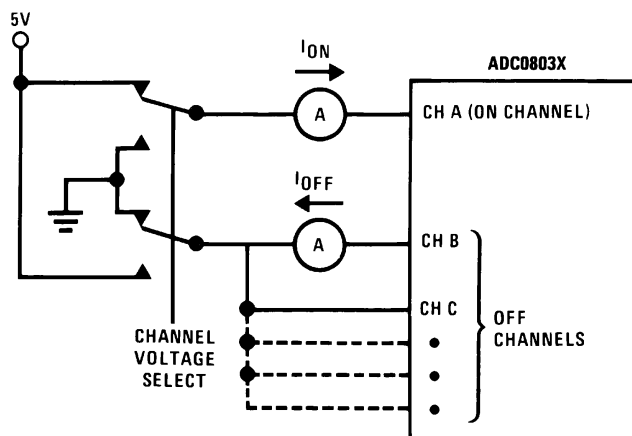 5V
ION
ADC0803X
A
CH A (ON CHANNEL)
IOFF
A
CH B
CH C
OFF
CHANNELS
CHANNEL
VOLTAGE
SELECT